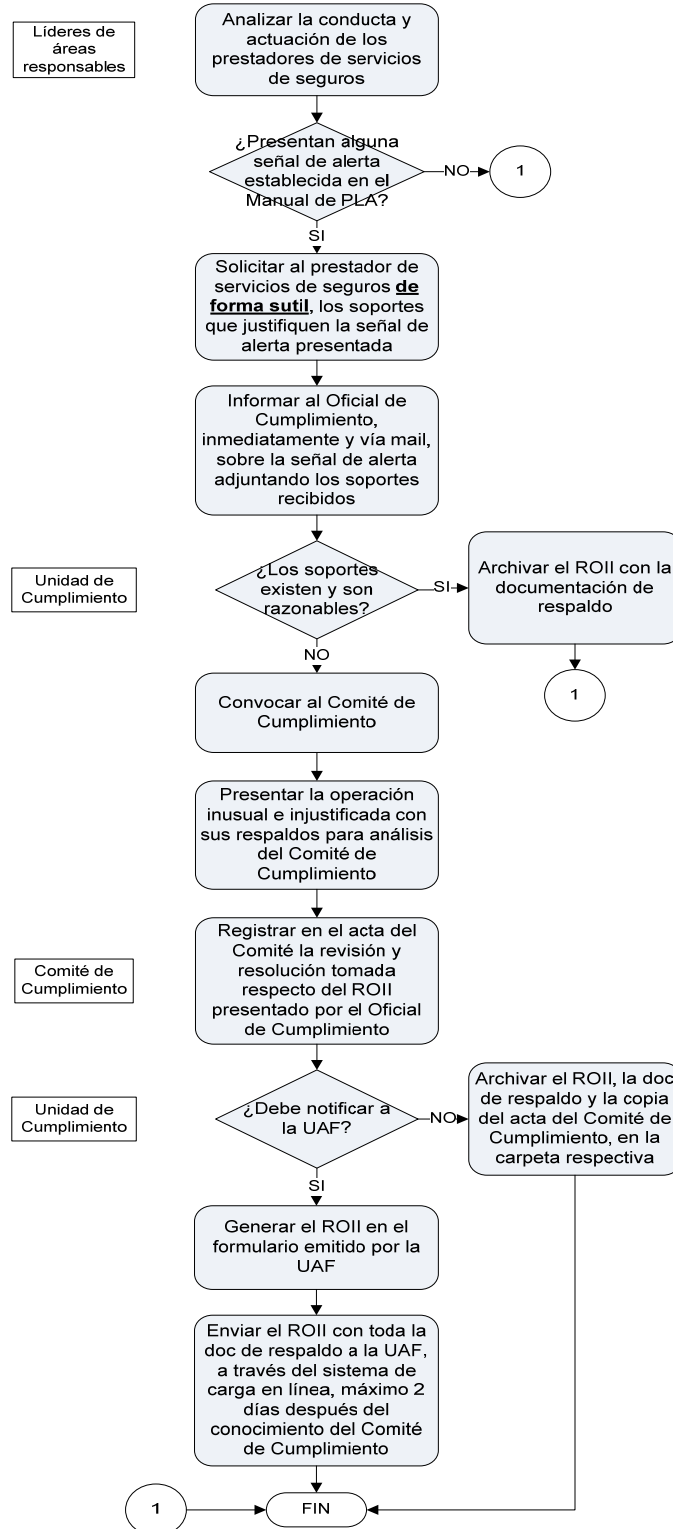 Líderes de
áreas
responsables
Analizar la conducta y
actuación de los
prestadores de servicios
de seguros
¿Presentan alguna
señal de alerta
establecida en el
Manual de PLA?
NO
1
SI
Solicitar al prestador de
servicios de seguros de
forma sutil, los soportes
que justifiquen la señal de
alerta presentada
Informar al Oficial de
Cumplimiento,
inmediatamente y vía mail,
sobre la señal de alerta
adjuntando los soportes
recibidos
Unidad de
Cumplimiento
¿Los soportes
existen y son
razonables?
SI
Archivar el ROII con la
documentación de
respaldo
1
NO
Convocar al Comité de
Cumplimiento
Presentar la operación
inusual e injustificada con
sus respaldos para análisis
del Comité de
Cumplimiento
Comité de
Cumplimiento
Registrar en el acta del
Comité la revisión y
resolución tomada
respecto del ROII
presentado por el Oficial
de Cumplimiento
Unidad de
Cumplimiento
¿Debe notificar a
la UAF?
NO
Archivar el ROII, la doc
de respaldo y la copia
del acta del Comité de
Cumplimiento, en la
carpeta respectiva
SI
Generar el ROII en el
formulario emitido por la
UAF
Enviar el ROII con toda la
doc de respaldo a la UAF,
a través del sistema de
carga en línea, máximo 2
días después del
conocimiento del Comité
de Cumplimiento
1
FIN